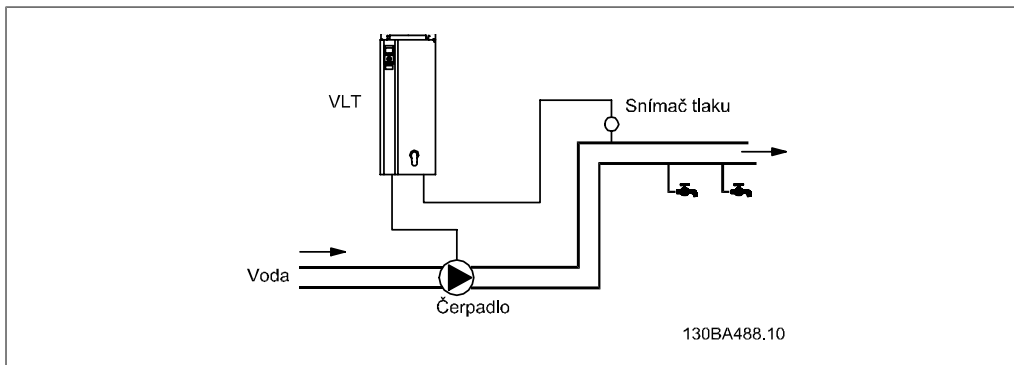 VLT
Snímač tlaku
Voda
Čerpadlo
130BA488.10